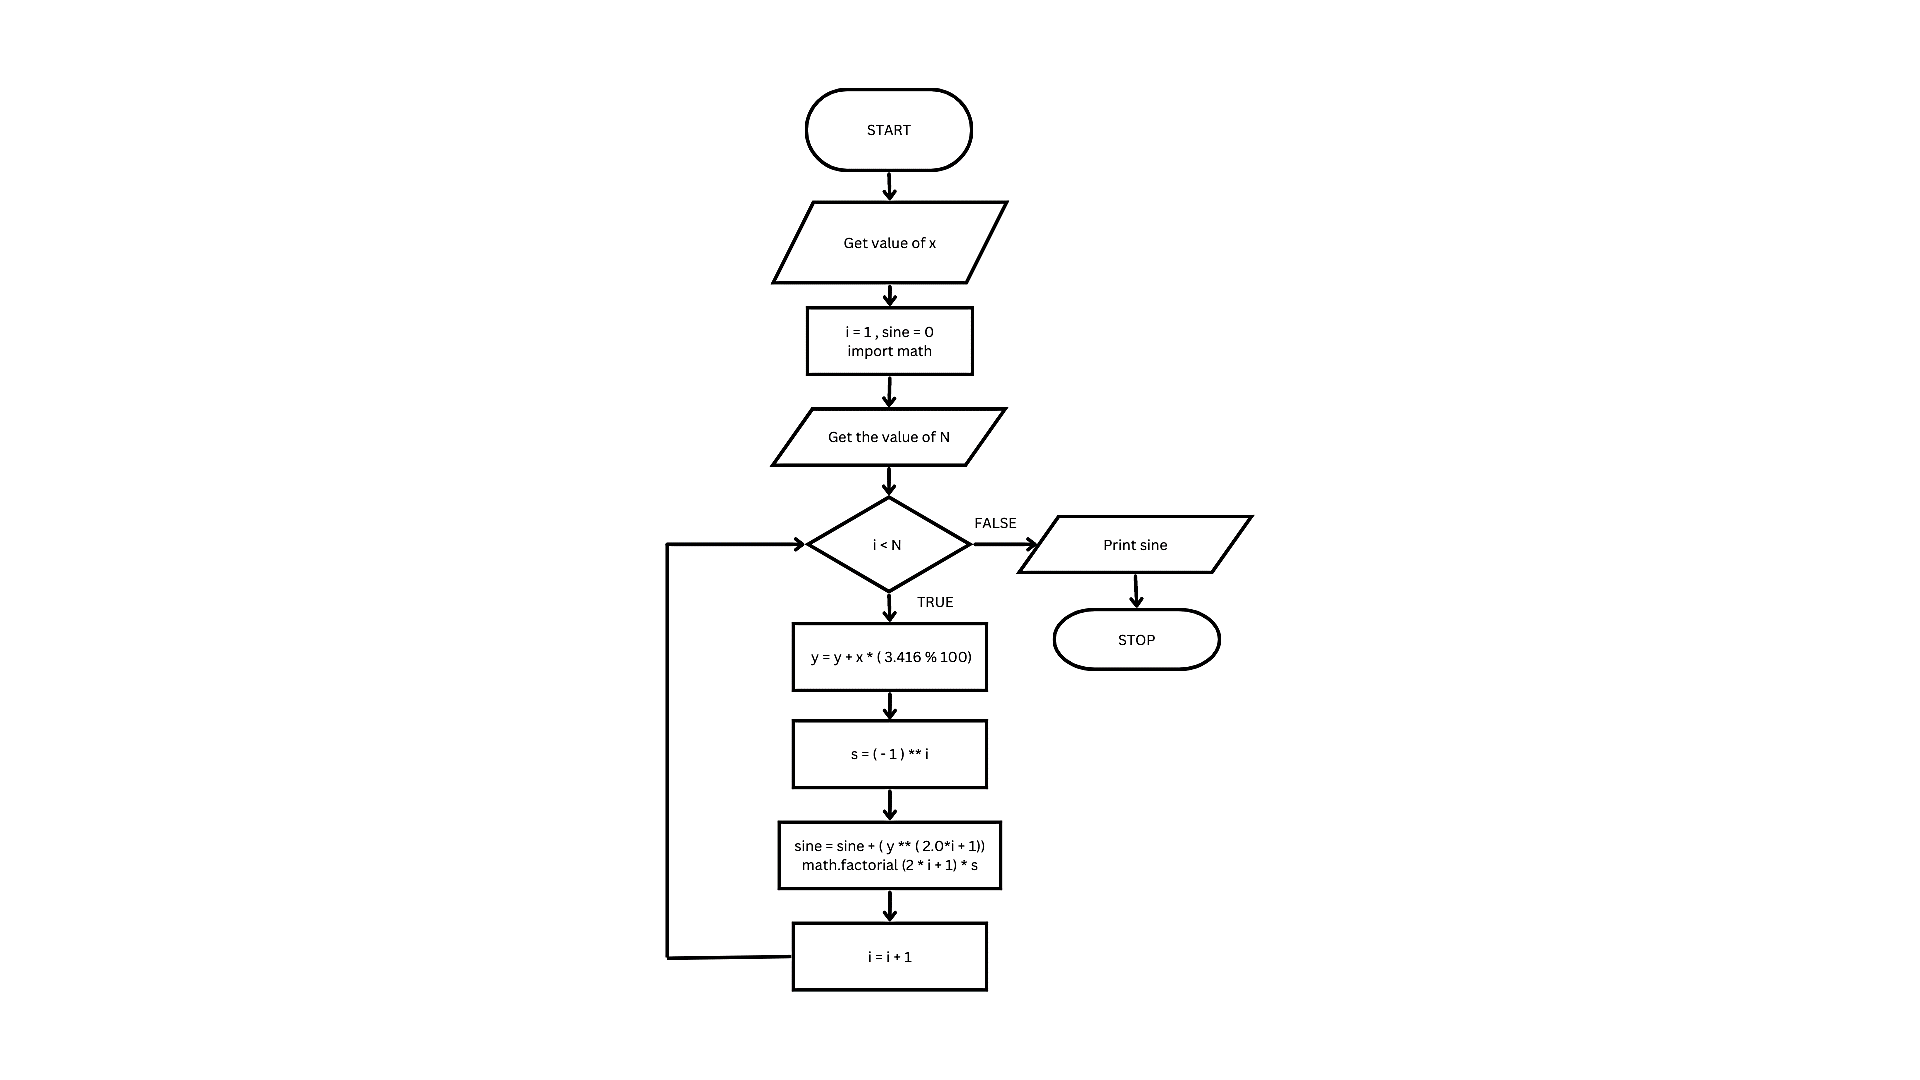 START
Get value of x
i = 1 , sine = 0
import math
Get the value of N
i < N
FALSE
Print sine
TRUE
STOP
y = y + x * ( 3.416 % 100)
s = ( - 1 ) ** i
sine = sine + ( y ** ( 2.0*i + 1))
math.factorial (2 * i + 1) * s
i = i + 1